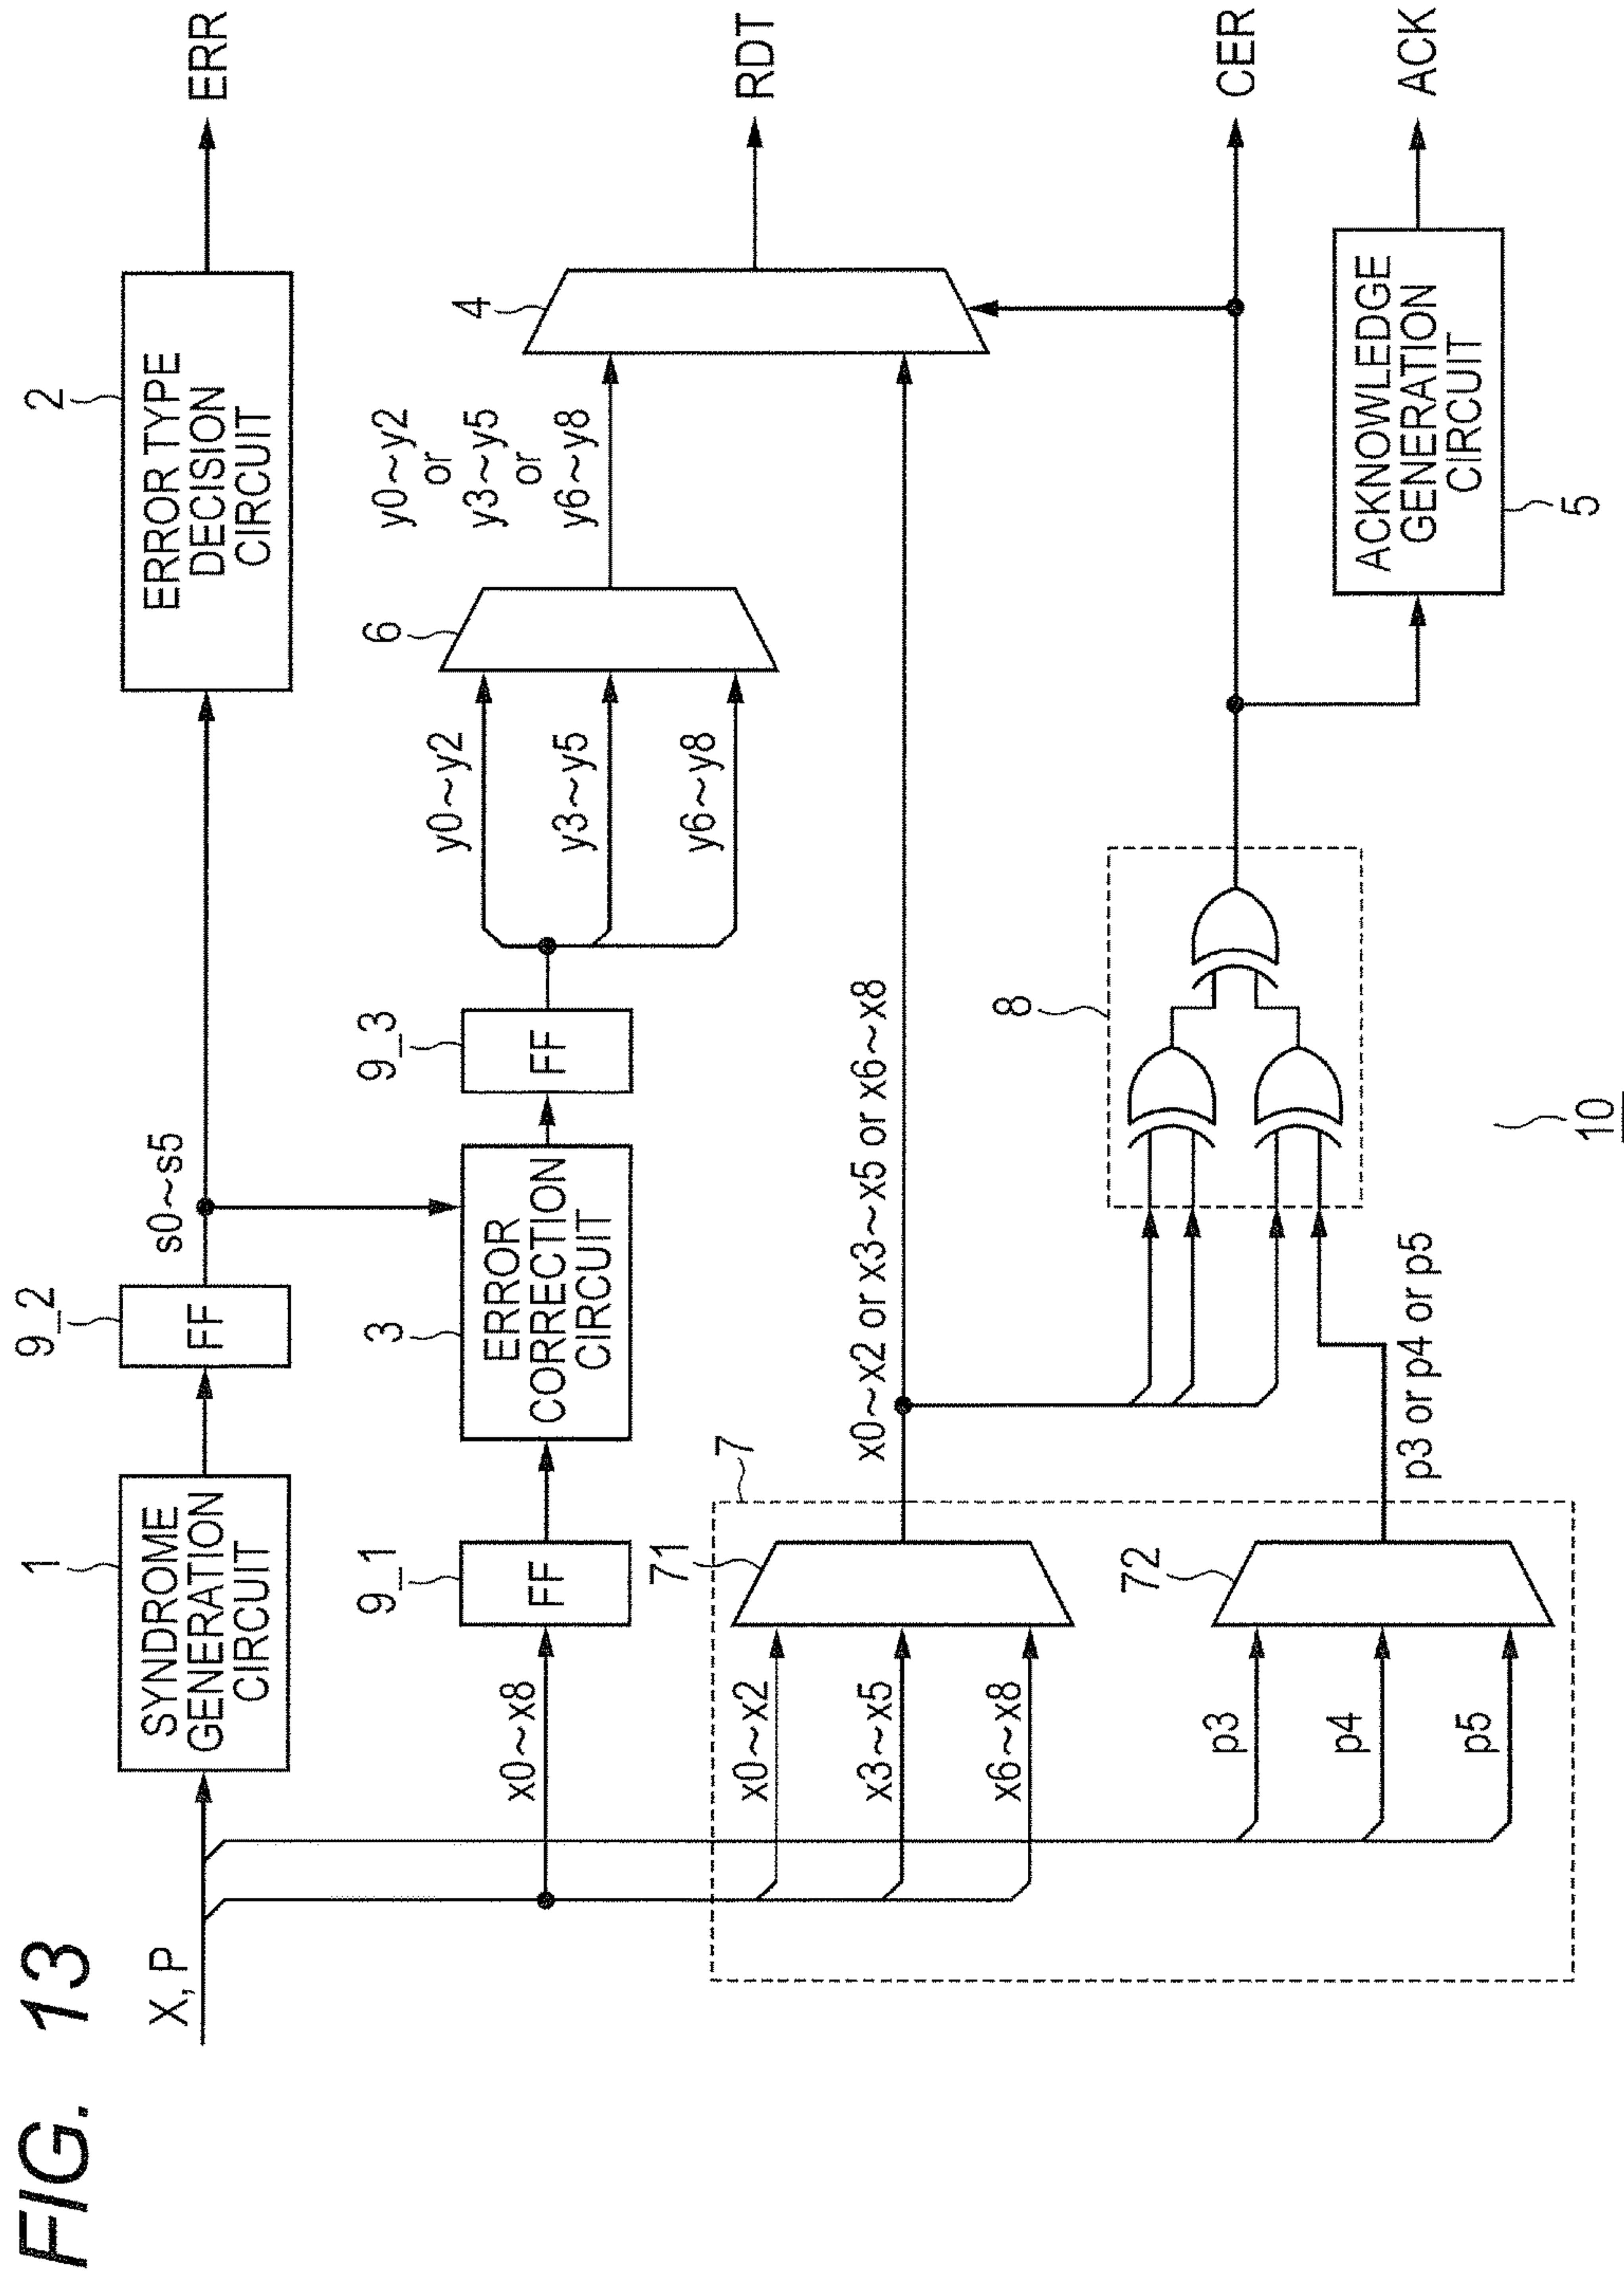 FIG. 13
X, P
1
SYNDROME
GENERATION
CIRCUIT
9_2
FF
s0~s5
2
ERROR TYPE
DECISION
CIRCUIT
ERR
x0~x8
9_1
FF
3
ERROR
CORRECTION
CIRCUIT
9_3
FF
y0~y2
y3~y5
y6~y8
6
y0~y2
or
y3~y5
or
y6~y8
4
RDT
7
71
x0~x2
x3~x5
x6~x8
x0~x2 or x3~x5 or x6~x8
72
p3
p4
p5
p3 or p4 or p5
8
CER
ACKNOWLEDGE
GENERATION
CIRCUIT
5
ACK
10